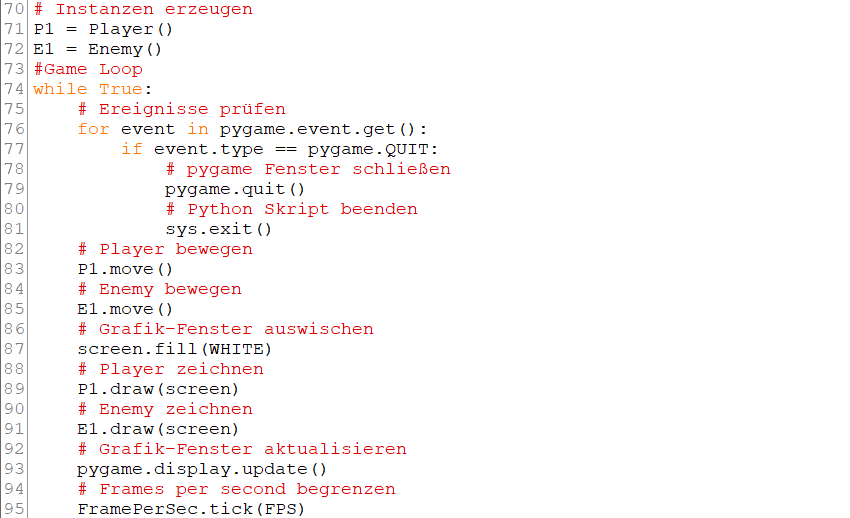 70 # Instanzen erzeugen
71 P1 = Player()
72 E1 = Enemy()
73 #Game Loop
74 while True:
75     # Ereignisse prüfen
76     for event in pygame.event.get():
77         if event.type == pygame.QUIT:
78             # pygame Fenster schließen
79             pygame.quit()
80             # Python Skript beenden
81             sys.exit()
82     # Player bewegen
83     P1.move()
84     # Enemy bewegen
85     E1.move()
86     # Grafik-Fenster auswischen
87     screen.fill(WHITE)
88     # Player zeichnen
89     P1.draw(screen)
90     # Enemy zeichnen
91     E1.draw(screen)
92     # Grafik-Fenster aktualisieren
93     pygame.display.update()
94     # Frames per second begrenzen
95     FramePerSec.tick(FPS)